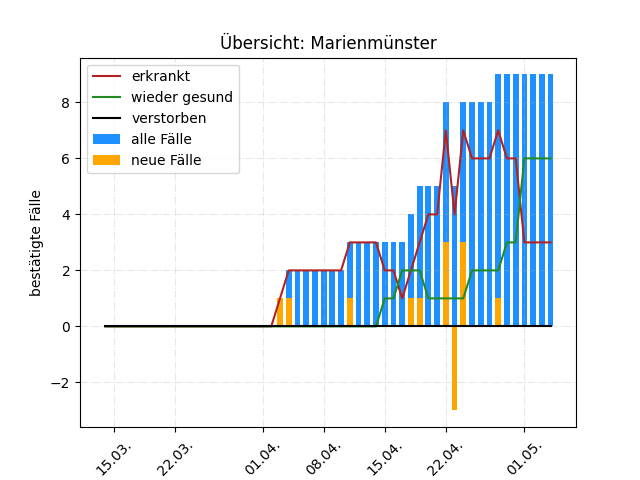 Übersicht: Marienmünster
erkrankt
wieder gesund
verstorben
alle Fälle
neue Fälle
bestätigte Fälle
8
6
4
2
0
−2
15.03.
22.03.
01.04.
08.04.
15.04.
22.04.
01.05.